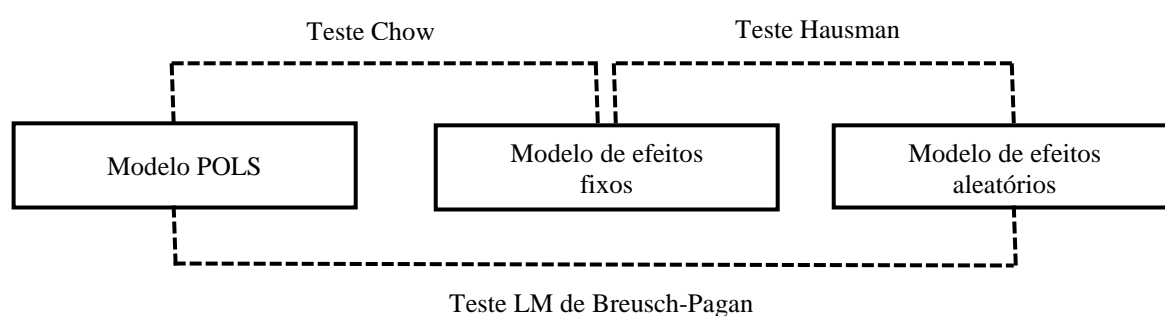 Teste Chow
Teste Hausman
Modelo POLS
Modelo de efeitos
fixos
Modelo de efeitos
aleatórios
Teste LM de Breusch-Pagan